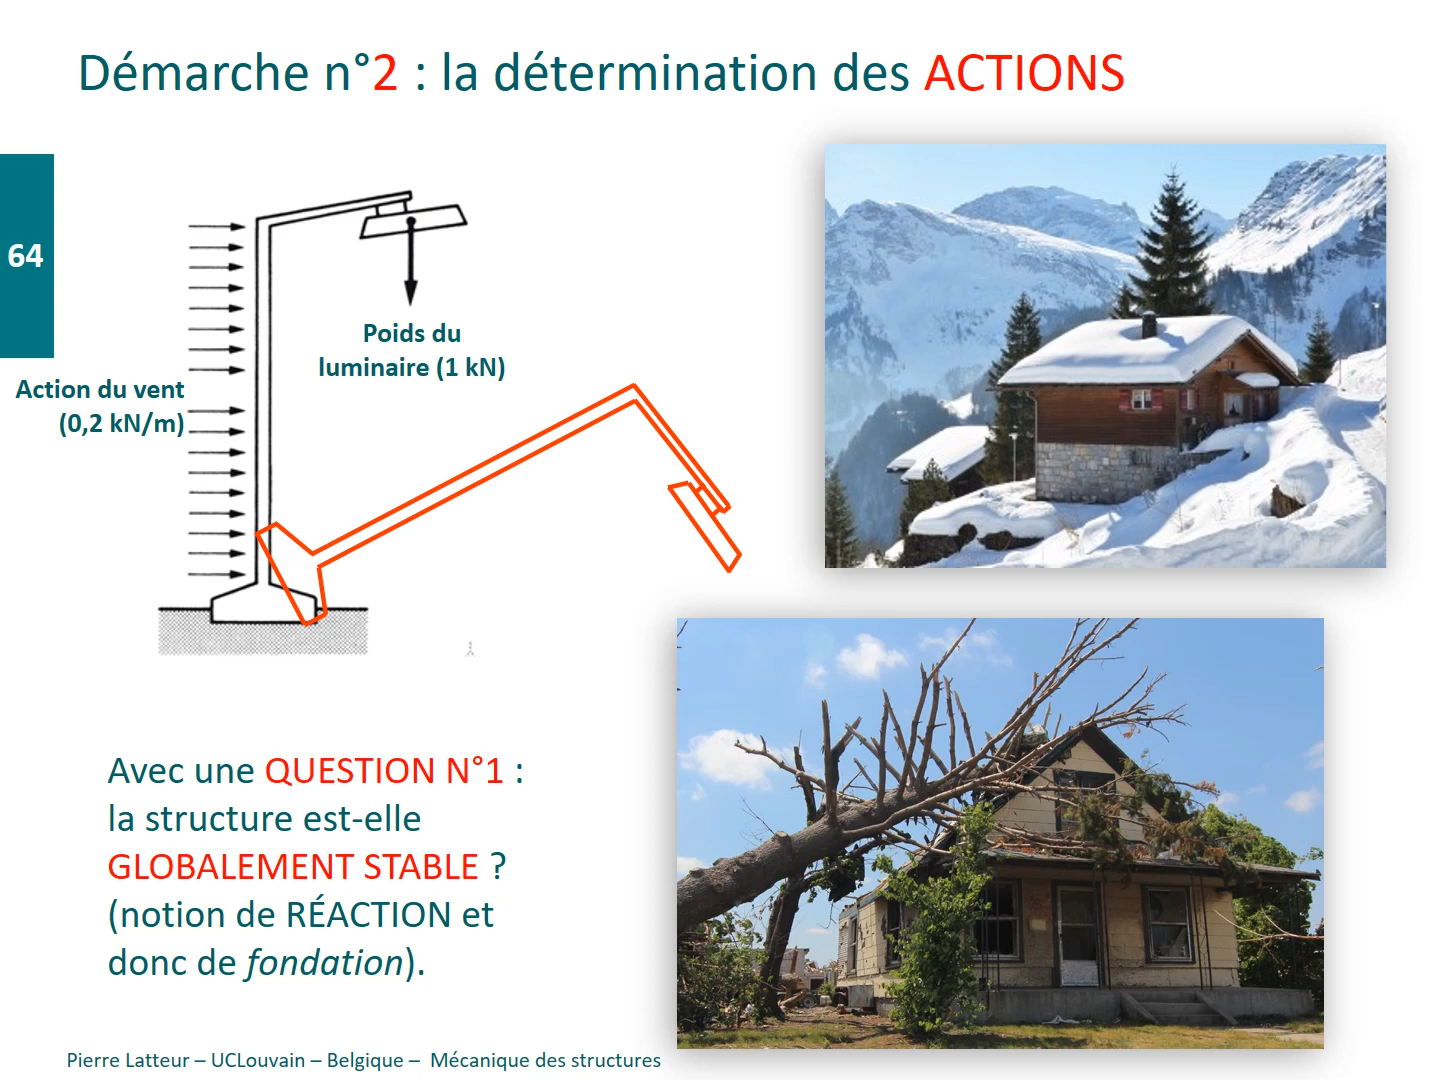 Démarche n°2 : la détermination des ACTIONS
64
Poids du
luminaire (1 kN)
Action du vent
(0,2 kN/m)
Avec une QUESTION N°1 :
la structure est-elle
GLOBALEMENT STABLE ?
(notion de RÉACTION et
donc de fondation).
Pierre Latteur – UCLouvain – Belgique – Mécanique des structures